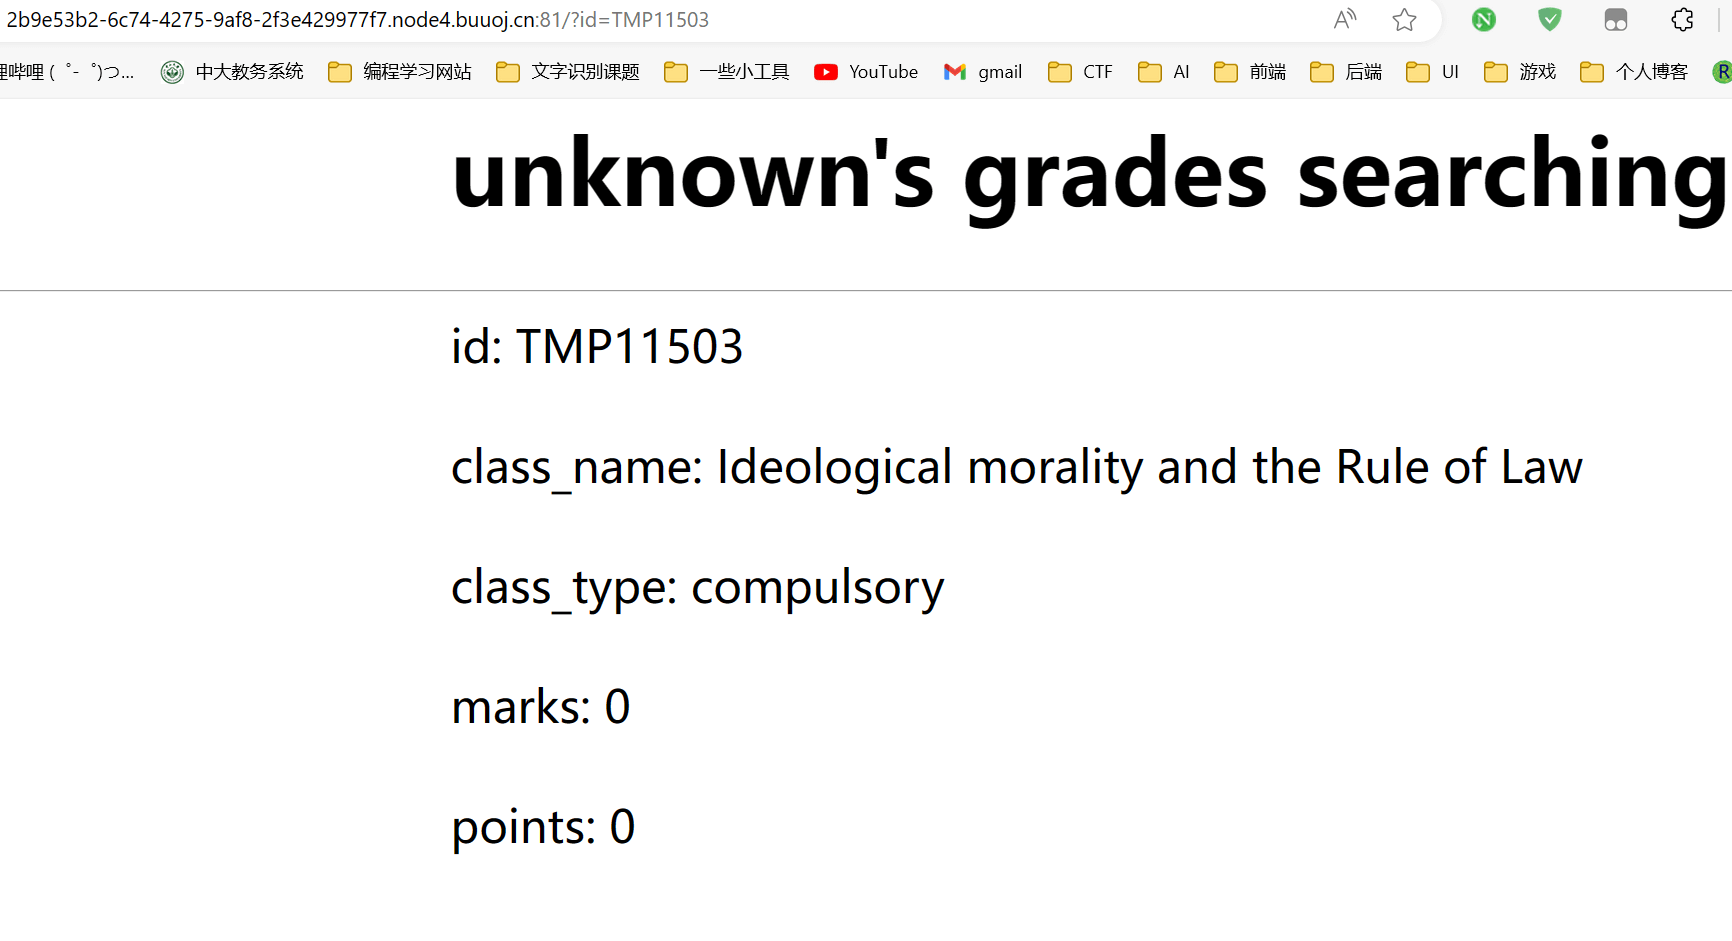 2b9e53b2-6c74-4275-9af8-2f3e429977f7.node4.buuoj.cn:81/?id=TMP11503
哩哔哩 (゜-゜)つ... 中大教务系统 编程学习网站 文字识别课题 一些小工具 YouTube gmail CTF AI 前端 后端 UI 游戏 个人博客 R
unknown's grades searching
id: TMP11503
class_name: Ideological morality and the Rule of Law
class_type: compulsory
marks: 0
points: 0